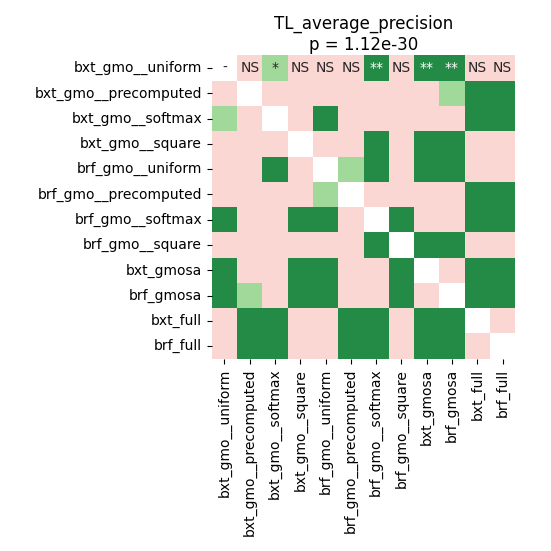 TL_average_precision
p = 1.12e-30
bxt_gmo__uniform - NS * NS NS NS ** NS ** ** NS NS
bxt_gmo__precomputed
bxt_gmo__softmax
bxt_gmo__square
brf_gmo__uniform
brf_gmo__precomputed
brf_gmo__softmax
brf_gmo__square
bxt_gmosa
brf_gmosa
bxt_full
brf_full
bxt_gmo__uniform
bxt_gmo__precomputed
bxt_gmo__softmax
bxt_gmo__square
brf_gmo__uniform
brf_gmo__precomputed
brf_gmo__softmax
brf_gmo__square
bxt_gmosa
brf_gmosa
bxt_full
brf_full